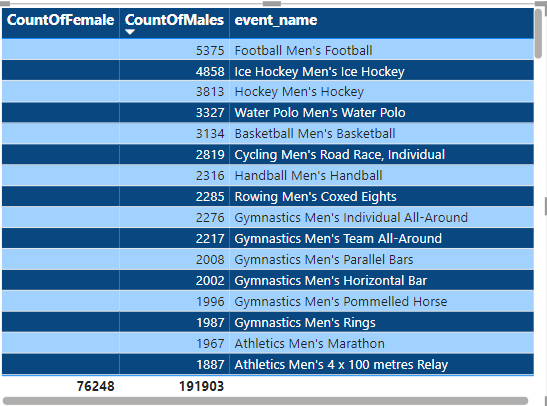 CountOfFemale CountOfMales event_name
5375 Football Men's Football
4858 Ice Hockey Men's Ice Hockey
3813 Hockey Men's Hockey
3327 Water Polo Men's Water Polo
3134 Basketball Men's Basketball
2819 Cycling Men's Road Race, Individual
2316 Handball Men's Handball
2285 Rowing Men's Coxed Eights
2276 Gymnastics Men's Individual All-Around
2217 Gymnastics Men's Team All-Around
2008 Gymnastics Men's Parallel Bars
2002 Gymnastics Men's Horizontal Bar
1996 Gymnastics Men's Pommelled Horse
1987 Gymnastics Men's Rings
1967 Athletics Men's Marathon
1887 Athletics Men's 4 x 100 metres Relay
76248 191903